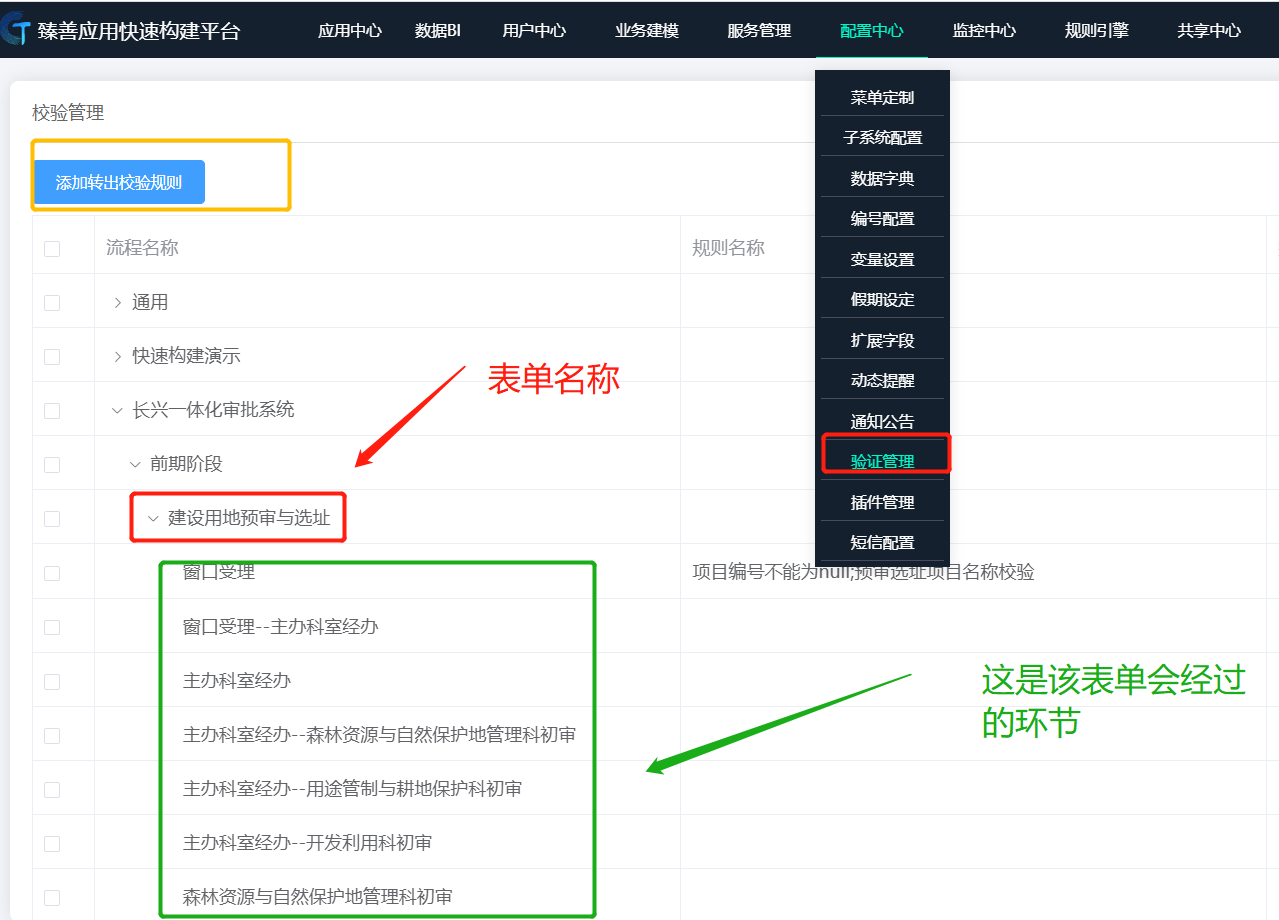 臻善应用快速构建平台 应用中心 数据BI 用户中心 业务建模 服务管理 配置中心 监控中心 规则引擎 共享中心
菜单定制
子系统配置
数据字典
编号配置
变量设置
假期设定
扩展字段
动态提醒
通知公告
验证管理
插件管理
短信配置
校验管理
添加转出校验规则
流程名称 规则名称
通用
快速构建演示
表单名称
长兴一体化审批系统
前期阶段
建设用地预审与选址
窗口受理 项目编号不能为null;预审选址项目名称校验
窗口受理--主办科室经办
主办科室经办
这是该表单会经过
的环节
主办科室经办--森林资源与自然保护地管理科初审
主办科室经办--用途管制与耕地保护科初审
主办科室经办--开发利用科初审
森林资源与自然保护地管理科初审